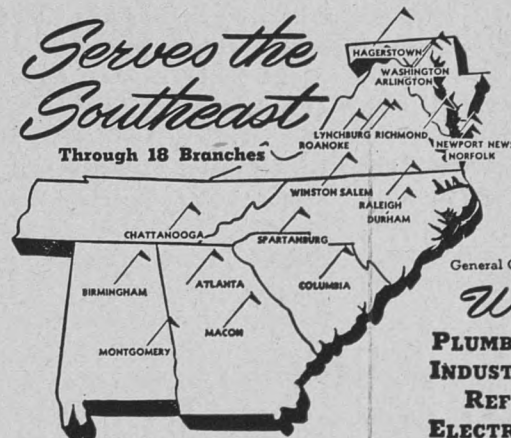 Serves the
Southeast
Through 18 Branches
HAGERSTOWN
WASHINGTON
ARLINGTON
LYNCHBURG RICHMOND
ROANOKE
NEWPORT NEWS
NORFOLK
WINSTON SALEM
RALEIGH
DURHAM
CHATTANOOGA
SPARTANBURG
BIRMINGHAM
ATLANTA
COLUMBIA
MACON
MONTGOMERY
General
PLUMB
INDUST
REF
ELECTR